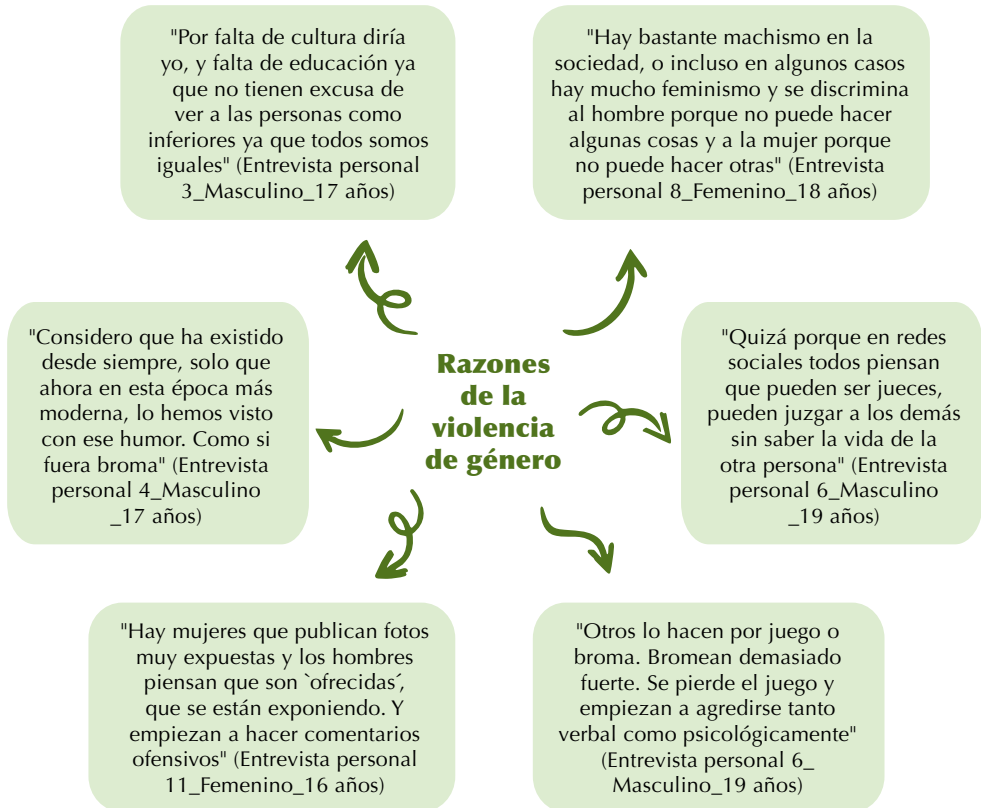 "Por falta de cultura diría
yo, y falta de educación ya
que no tienen excusa de
ver a las personas como
inferiores ya que todos somos
iguales" (Entrevista personal
3_Masculino_17 años)
"Hay bastante machismo en la
sociedad, o incluso en algunos casos
hay mucho feminismo y se discrimina
al hombre porque no puede hacer
algunas cosas y a la mujer porque
no puede hacer otras" (Entrevista
personal 8_Femenino_18 años)
"Considero que ha existido
desde siempre, solo que
ahora en esta época más
moderna, lo hemos visto
con ese humor. Como si
fuera broma" (Entrevista
personal 4_Masculino
_17 años)
Razones
de la
violencia
de género
"Quizá porque en redes
sociales todos piensan
que pueden ser jueces,
pueden juzgar a los demás
sin saber la vida de la
otra persona" (Entrevista
personal 6_Masculino
_19 años)
"Hay mujeres que publican fotos
muy expuestas y los hombres
piensan que son `ofrecidas´,
que se están exponiendo. Y
empiezan a hacer comentarios
ofensivos" (Entrevista personal
11_Femenino_16 años)
"Otros lo hacen por juego o
broma. Bromean demasiado
fuerte. Se pierde el juego y
empiezan a agredirse tanto
verbal como psicológicamente"
(Entrevista personal 6_
Masculino_19 años)